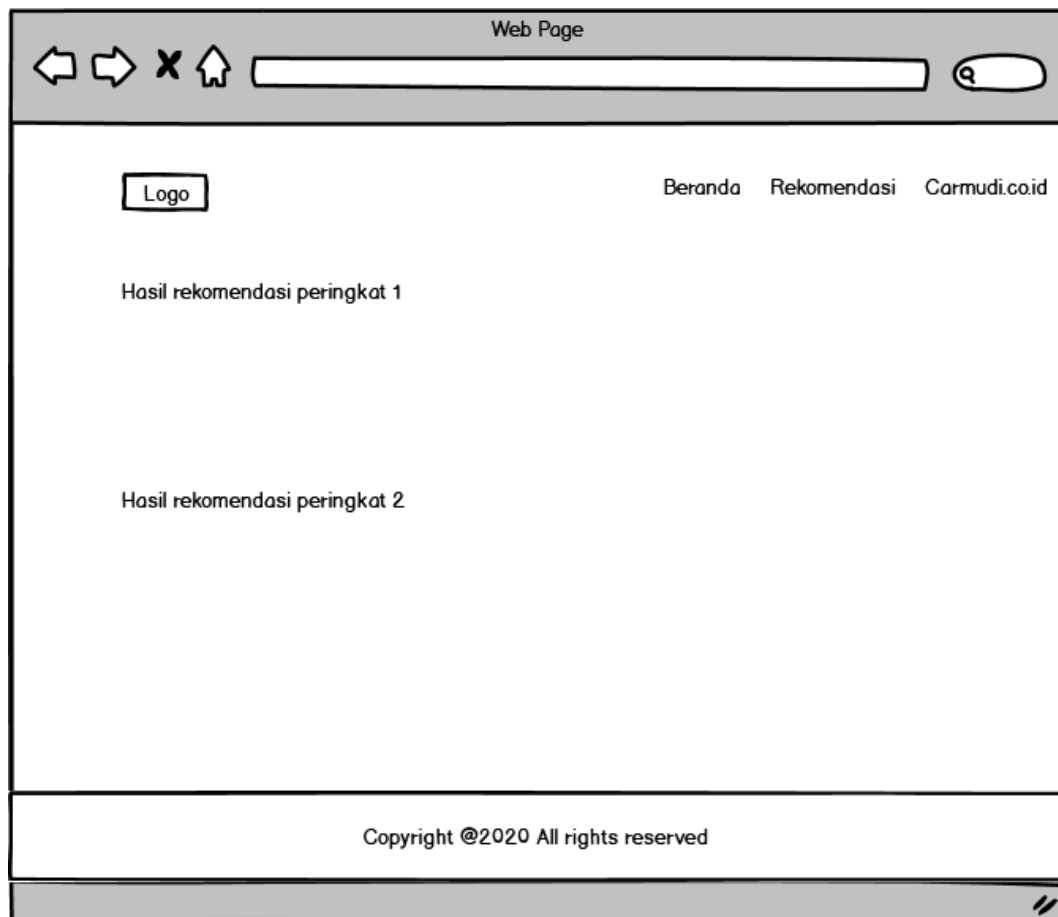 Web Page
Logo
Beranda Rekomendasi Carmudi.co.id
Hasil rekomendasi peringkat 1
Hasil rekomendasi peringkat 2
Copyright @2020 All rights reserved